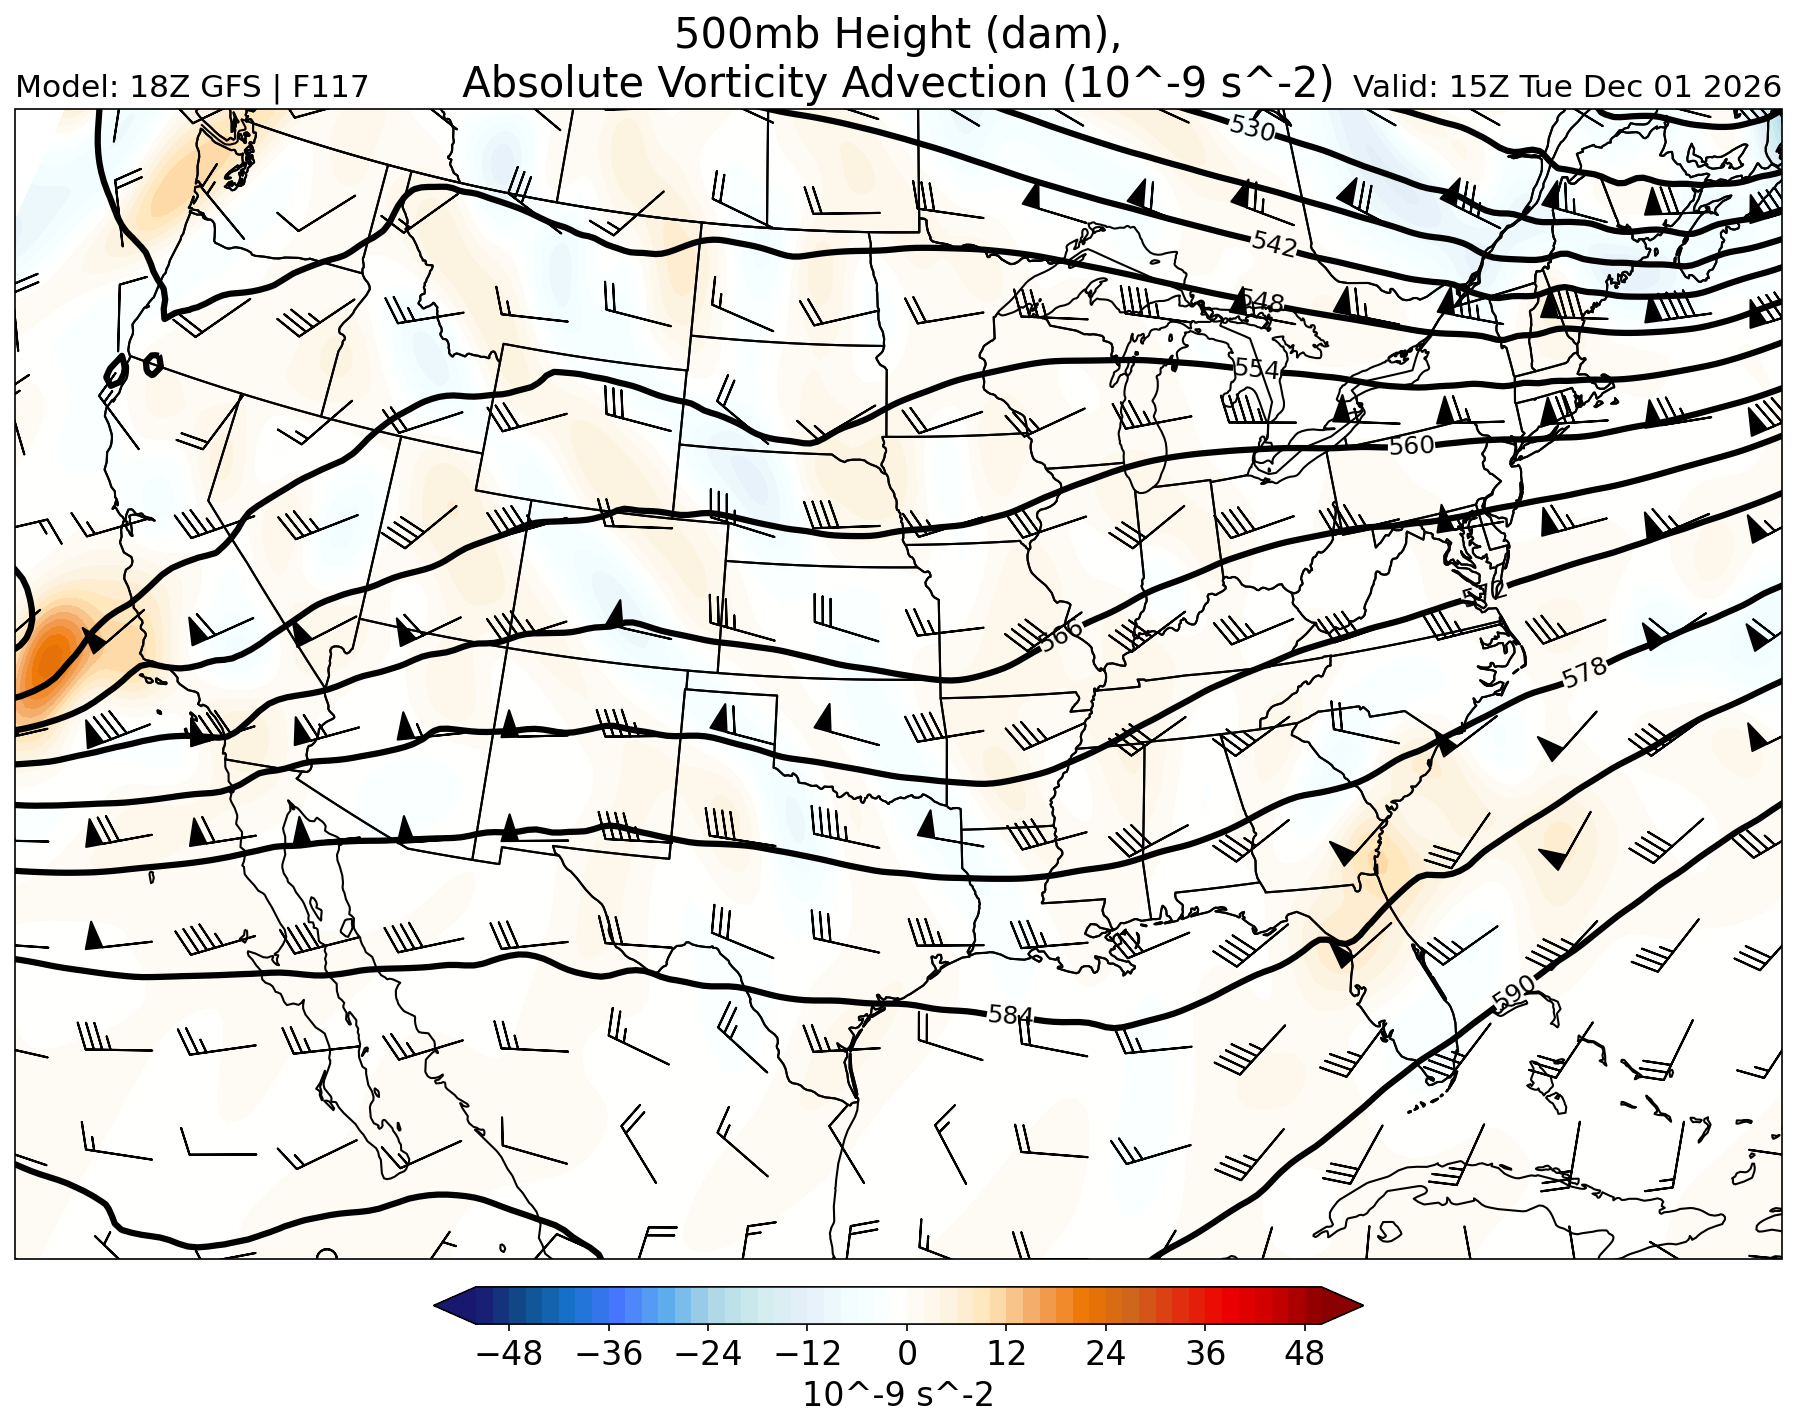 500mb Height (dam),
Model: 18Z GFS | F117
Absolute Vorticity Advection (10^-9 s^-2)
Valid: 15Z Tue Dec 01 2026
530
542
548
554
560
566
578
584
590
−48 −36 −24 −12 0 12 24 36 48
10^-9 s^-2